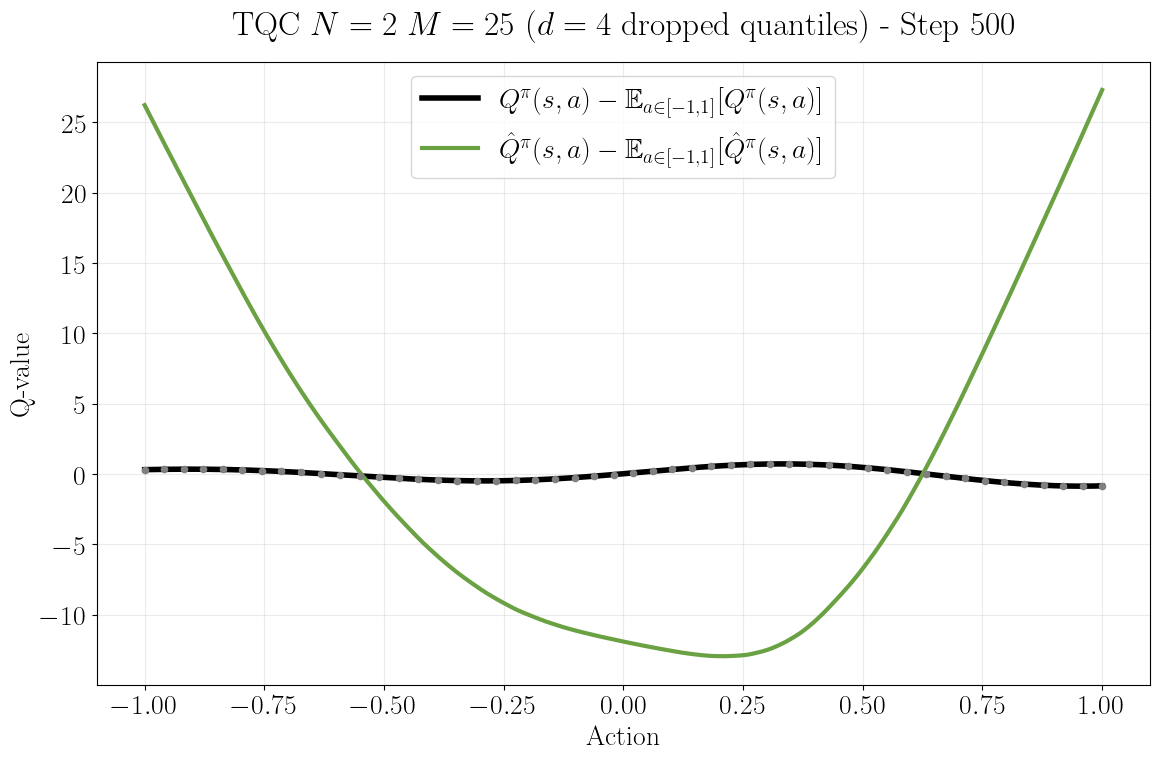 TQC N = 2 M = 25 (d = 4 dropped quantiles) - Step 500
Q^π(s, a) − 𝔼_{a∈[−1,1]}[Q^π(s, a)]
Q̂^π(s, a) − 𝔼_{a∈[−1,1]}[Q̂^π(s, a)]
25
20
15
10
5
0
−5
−10
Q-value
−1.00 −0.75 −0.50 −0.25 0.00 0.25 0.50 0.75 1.00
Action